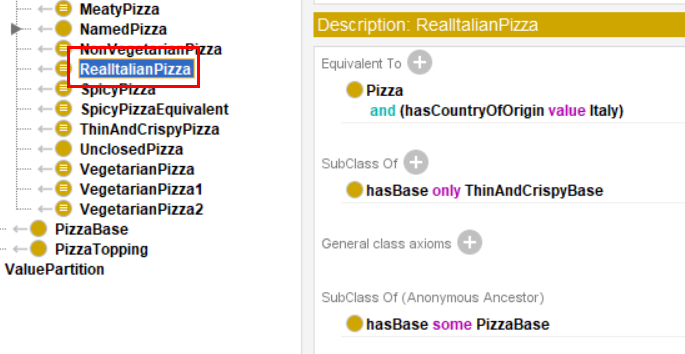 MeatyPizza
NamedPizza
NonVegetarianPizza
RealItalianPizza
SpicyPizza
SpicyPizzaEquivalent
ThinAndCrispyPizza
UnclosedPizza
VegetarianPizza
VegetarianPizza1
VegetarianPizza2
PizzaBase
PizzaTopping
ValuePartition
Description: RealItalianPizza
Equivalent To
Pizza
and (hasCountryOfOrigin value Italy)
SubClass Of
hasBase only ThinAndCrispyBase
General class axioms
SubClass Of (Anonymous Ancestor)
hasBase some PizzaBase